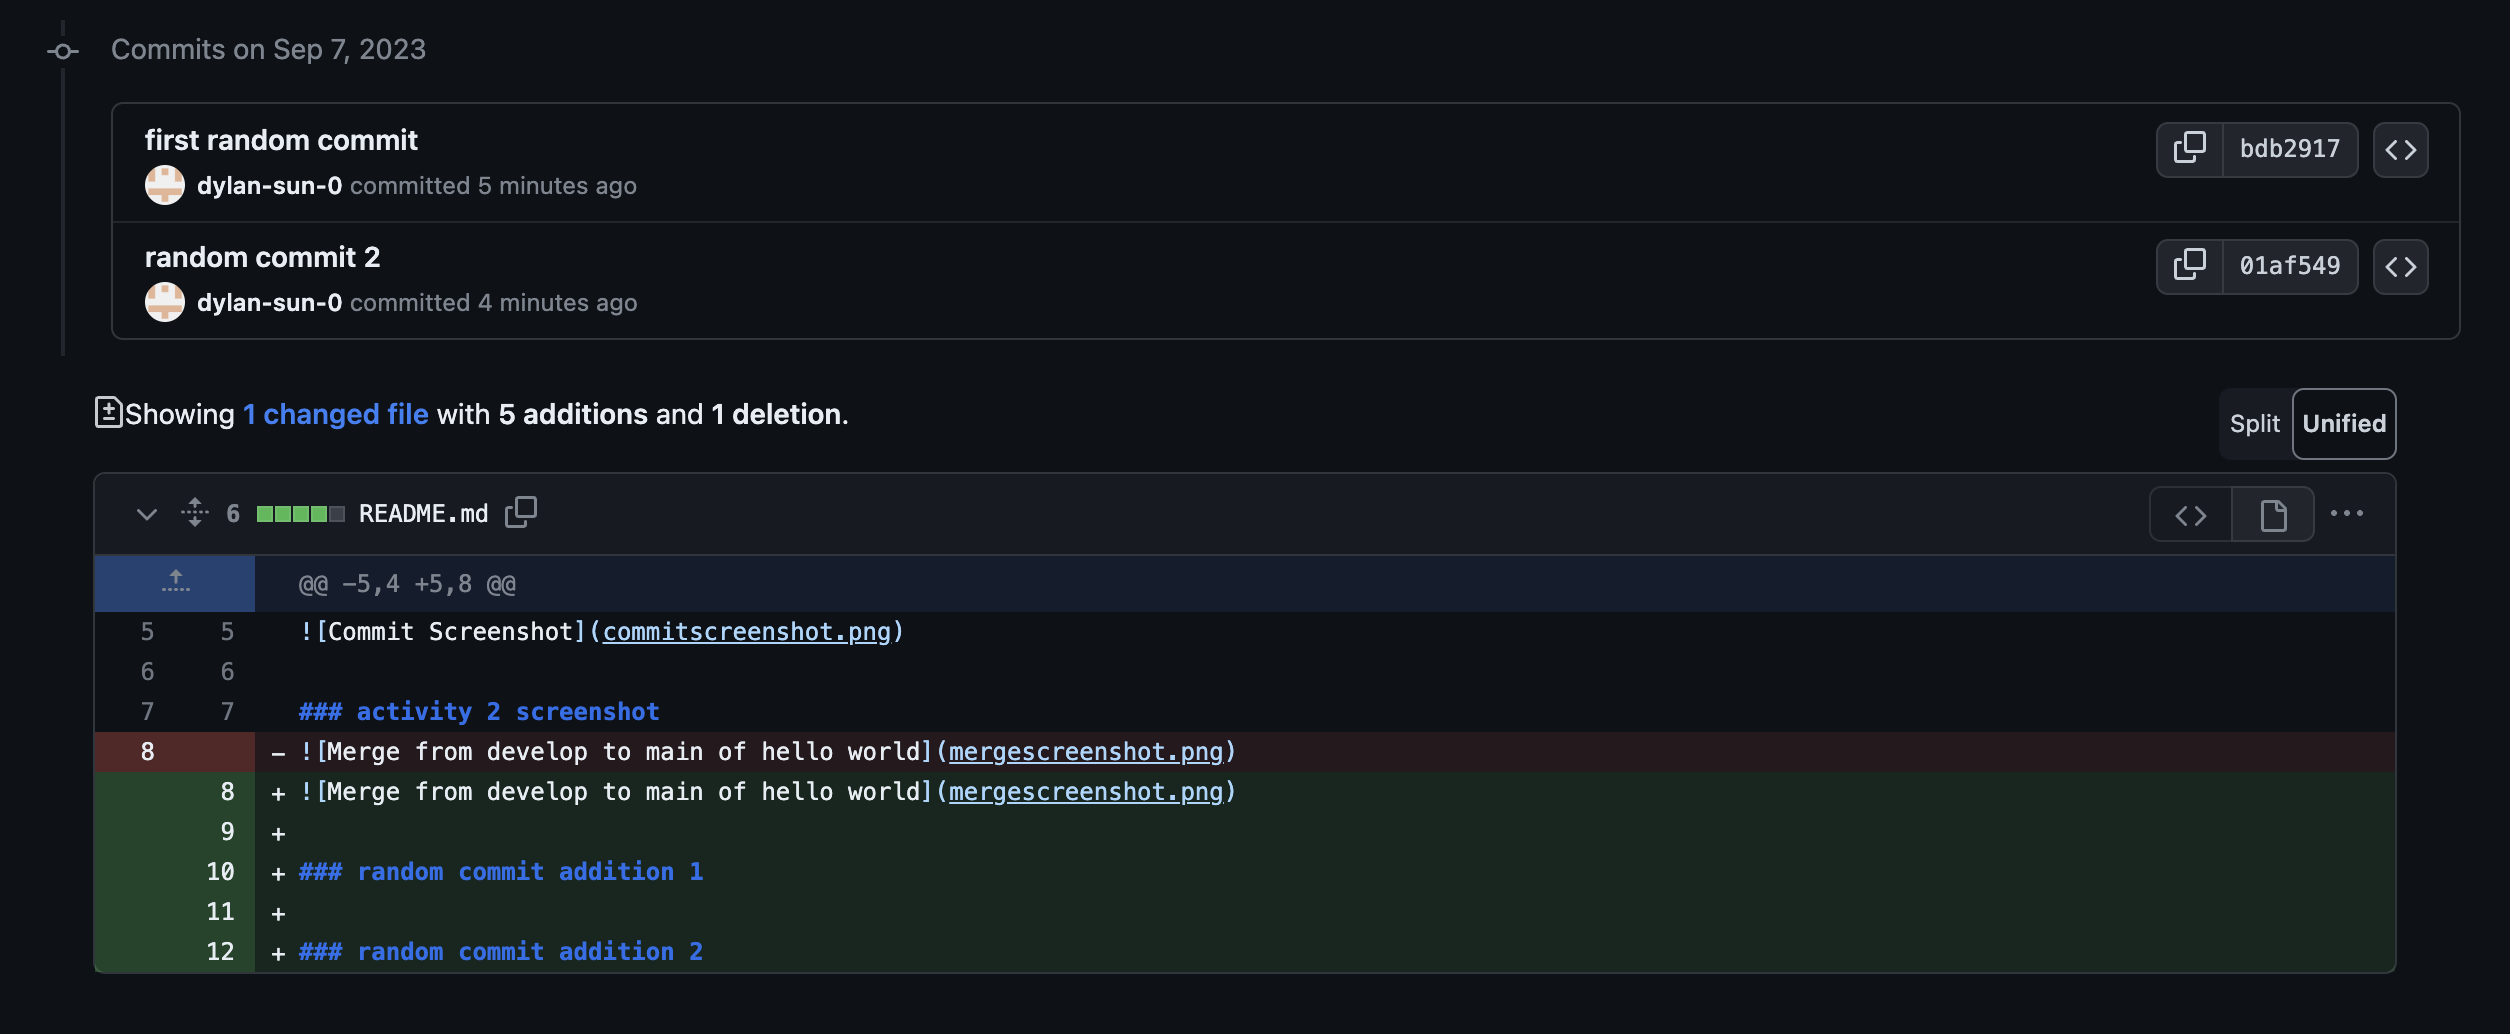 Commits on Sep 7, 2023
first random commit
dylan-sun-0 committed 5 minutes ago
bdb2917
random commit 2
dylan-sun-0 committed 4 minutes ago
01af549
Showing 1 changed file with 5 additions and 1 deletion.
Split Unified
6 README.md
@@ -5,4 +5,8 @@
5 5 ![Commit Screenshot](commitscreenshot.png)
6 6
7 7 ### activity 2 screenshot
8 - ![Merge from develop to main of hello world](mergescreenshot.png)
8 + ![Merge from develop to main of hello world](mergescreenshot.png)
9 +
10 + ### random commit addition 1
11 +
12 + ### random commit addition 2